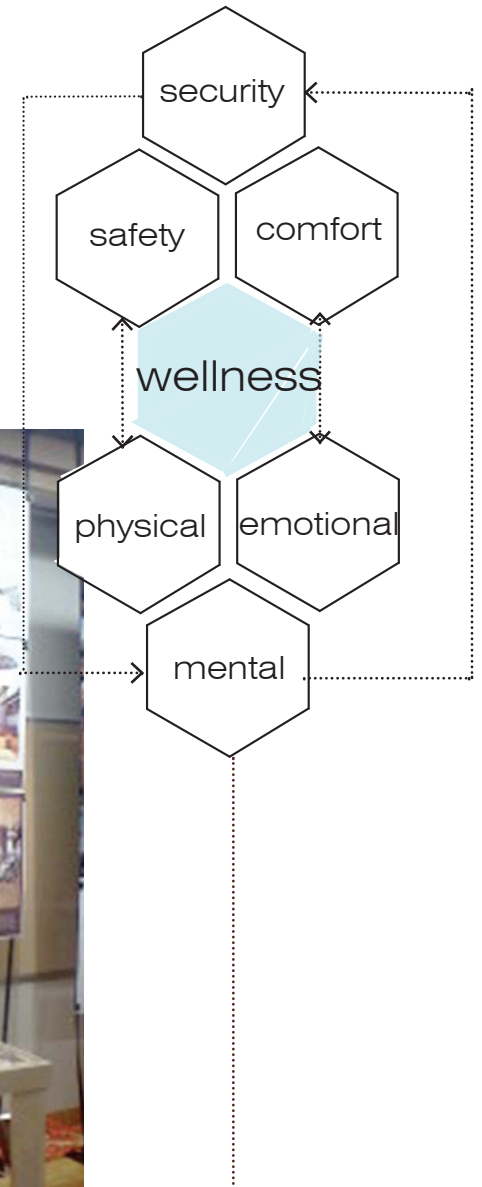 security
safety
comfort
wellness
physical
emotional
mental